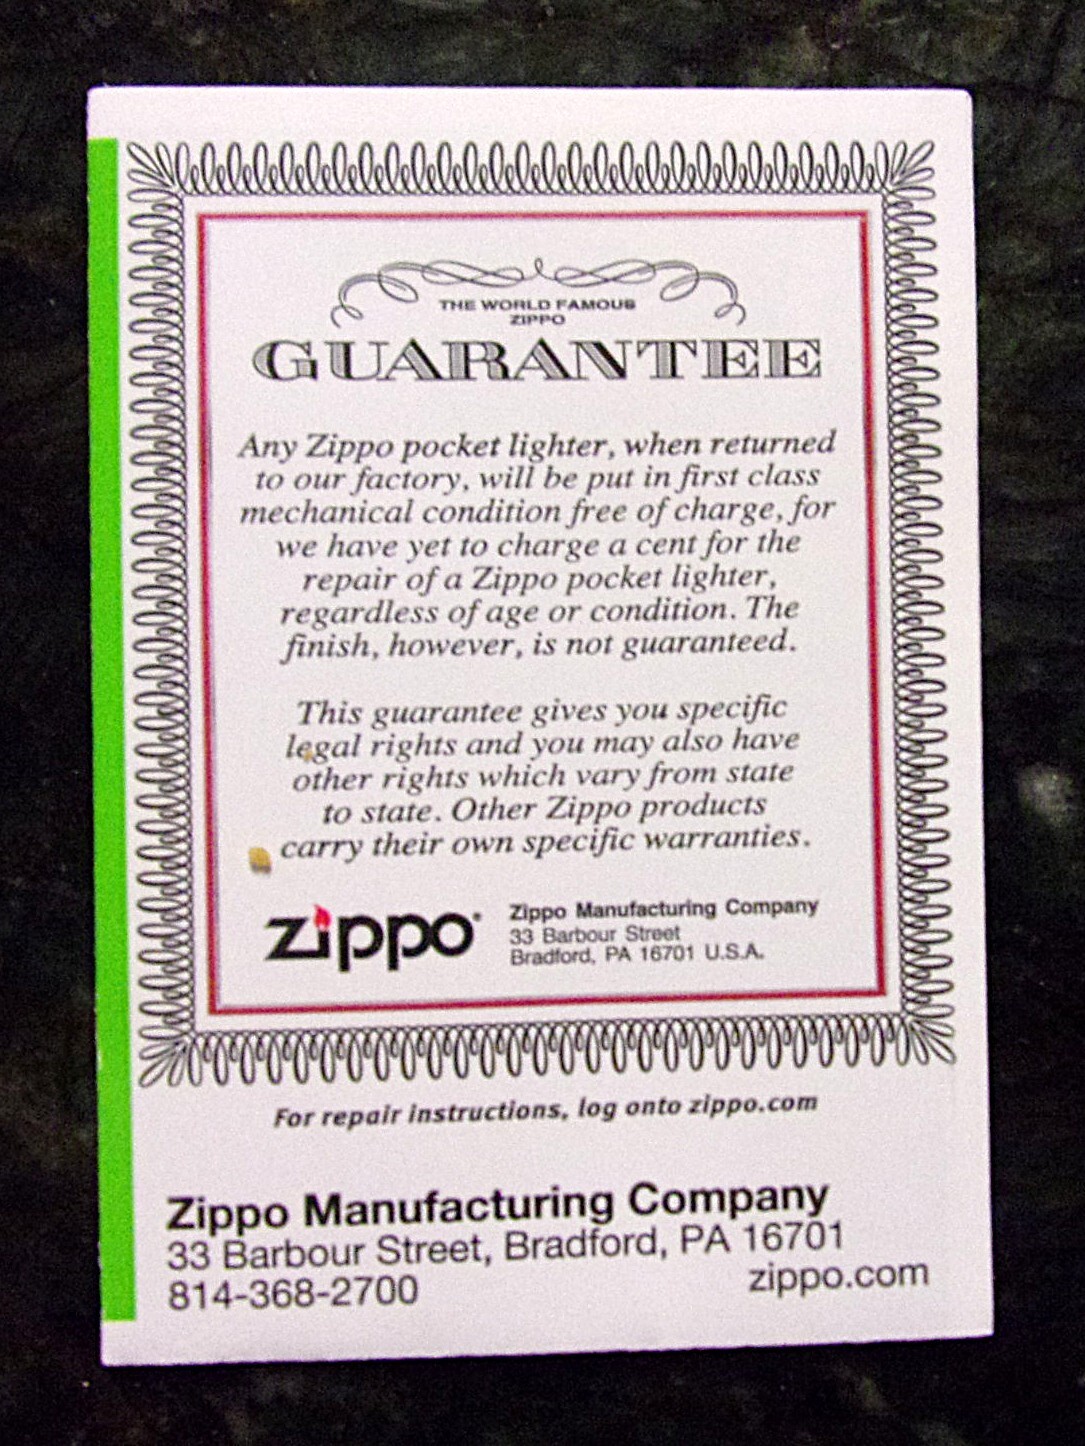 THE WORLD FAMOUS
ZIPPO
GUARANTEE
Any Zippo pocket lighter, when returned
to our factory, will be put in first class
mechanical condition free of charge, for
we have yet to charge a cent for the
repair of a Zippo pocket lighter,
regardless of age or condition. The
finish, however, is not guaranteed.
This guarantee gives you specific
legal rights and you may also have
other rights which vary from state
to state. Other Zippo products
carry their own specific warranties.
zippo®
Zippo Manufacturing Company
33 Barbour Street
Bradford, PA 16701 U.S.A.
For repair instructions, log onto zippo.com
Zippo Manufacturing Company
33 Barbour Street, Bradford, PA 16701
814-368-2700 zippo.com